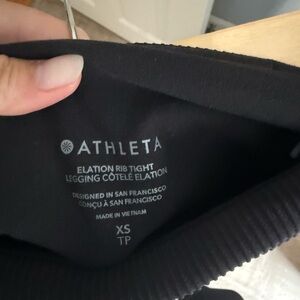 ATHLETA
ELATION RIB TIGHT
LEGGING CÔTELÉ ELATION
DESIGNED IN SAN FRANCISCO
CONÇU À SAN FRANCISCO
MADE IN VIETNAM
XS
TP